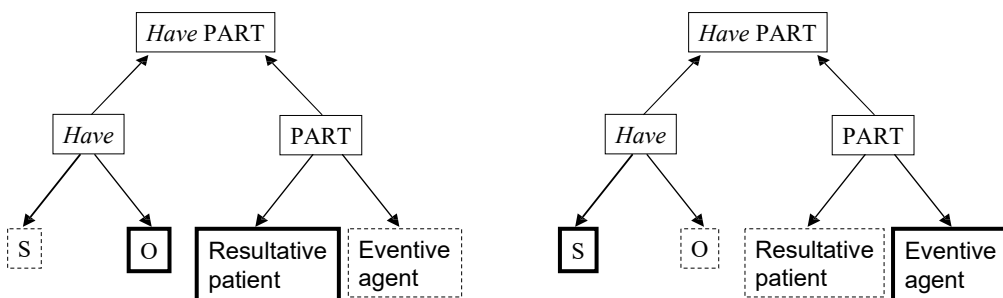 Have PART
Have PART
Have
PART
Have
PART
S
O
Resultative
patient
Eventive
agent
S
O
Resultative
patient
Eventive
agent